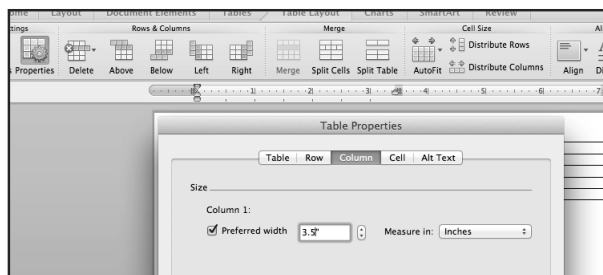 ome Layout Document Elements Tables Table Layout Charts SmartArt Review
ttings Rows & Columns Merge Cell Size Al
s Properties Delete Above Below Left Right Merge Split Cells Split Table AutoFit Distribute Rows Distribute Columns Align Di
1 2 3 4 5 6 7
Table Properties
Table Row Column Cell Alt Text
Size
Column 1:
Preferred width 3.5" Measure in: Inches